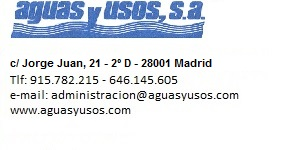 aguas y usos, s.a.
c/ Jorge Juan, 21 - 2º D - 28001 Madrid
Tlf: 915.782.215 - 646.145.605
e-mail: administracion@aguasyusos.com
www.aguasyusos.com